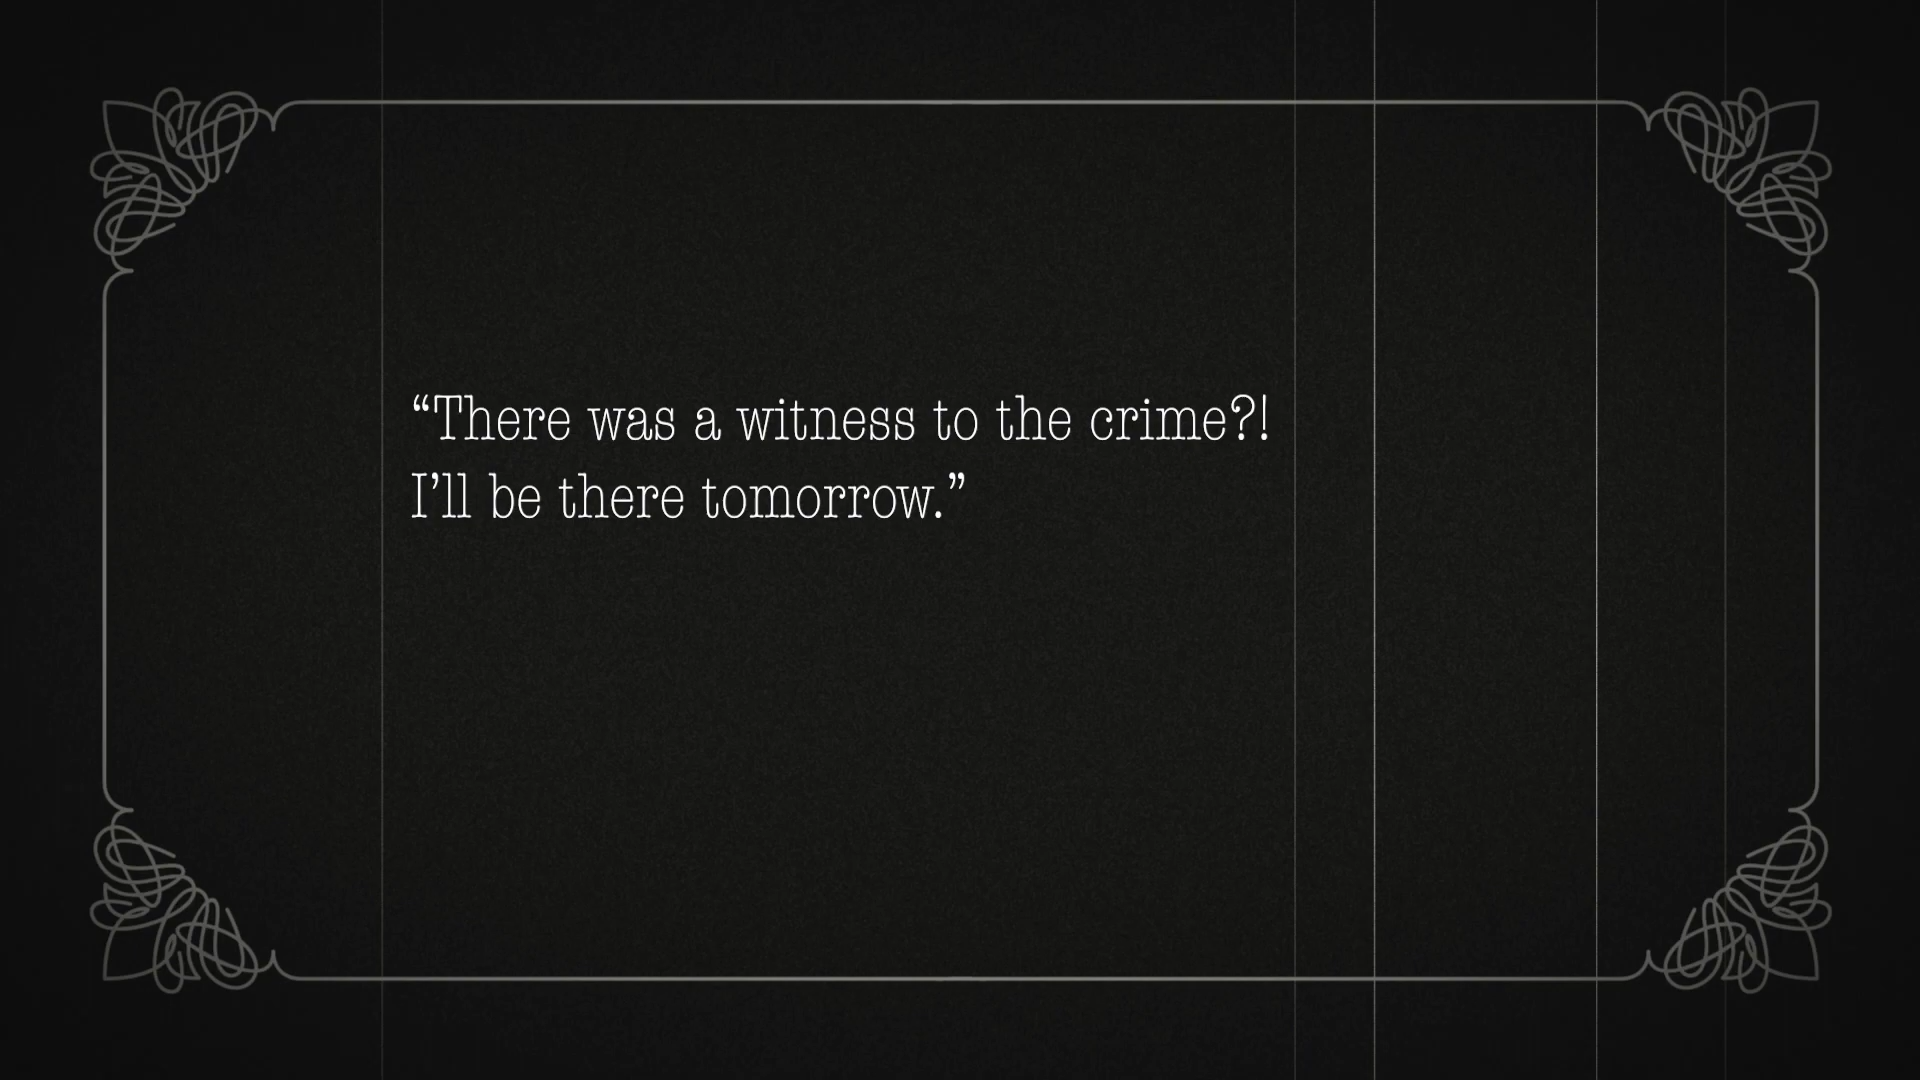 “There was a witness to the crime?!
I’ll be there tomorrow.”